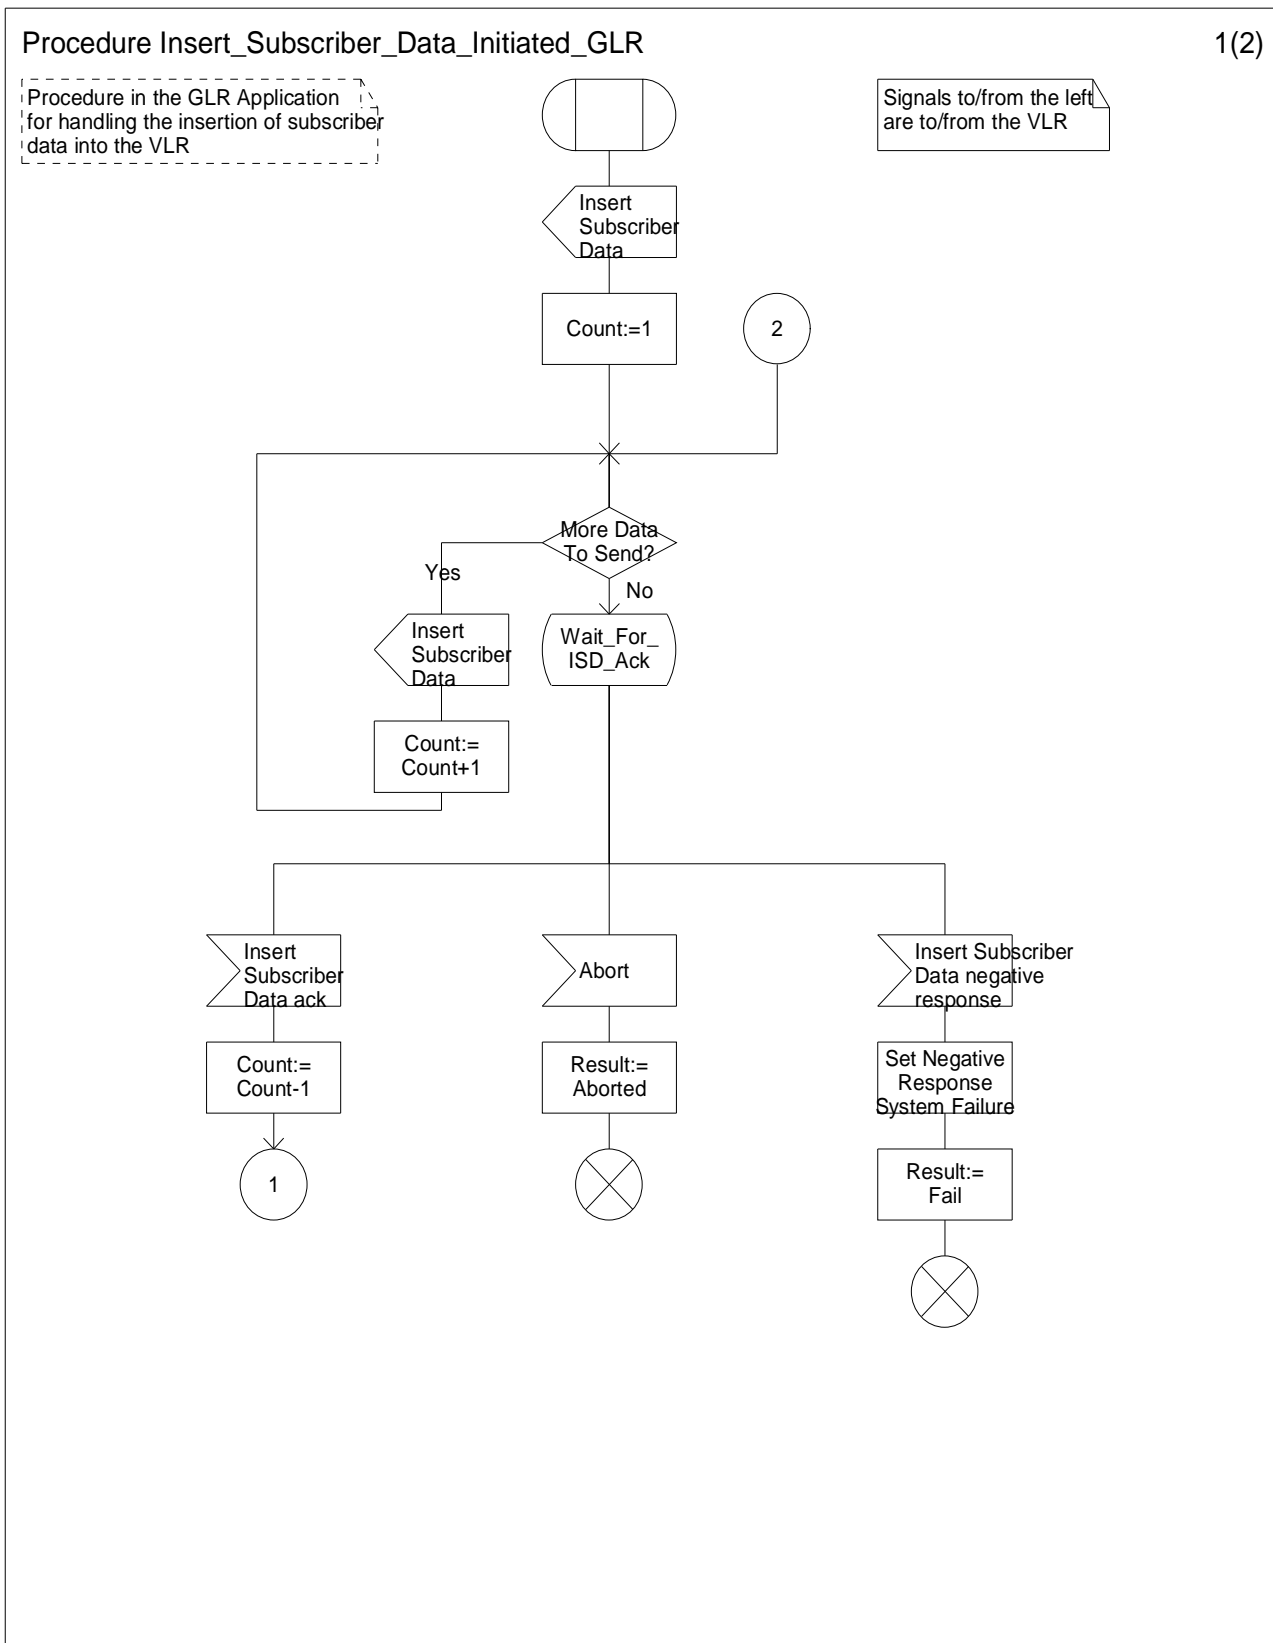 Procedure Insert_Subscriber_Data_Initiated_GLR
1(2)
Procedure in the GLR Application
for handling the insertion of subscriber
data into the VLR
Signals to/from the left
are to/from the VLR
Insert
Subscriber
Data
Count:=1
2
More Data
To Send?
Yes
No
Insert
Subscriber
Data
Wait_For_
ISD_Ack
Count:=
Count+1
Insert
Subscriber
Data ack
Abort
Insert Subscriber
Data negative
response
Count:=
Count-1
Result:=
Aborted
Set Negative
Response
System Failure
1
Result:=
Fail